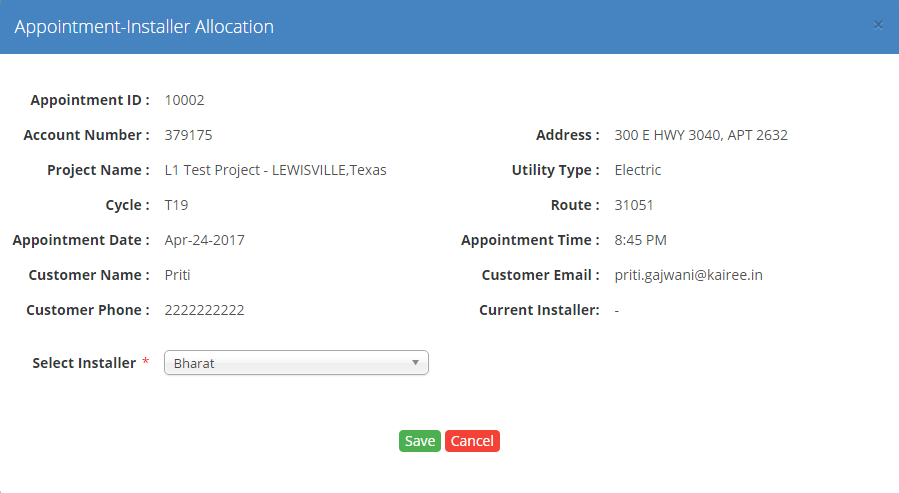 Appointment-Installer Allocation ×
Appointment ID : 10002
Account Number : 379175 Address : 300 E HWY 3040, APT 2632
Project Name : L1 Test Project - LEWISVILLE,Texas Utility Type : Electric
Cycle : T19 Route : 31051
Appointment Date : Apr-24-2017 Appointment Time : 8:45 PM
Customer Name : Priti Customer Email : priti.gajwani@kairee.in
Customer Phone : 2222222222 Current Installer: -
Select Installer * Bharat
Save Cancel